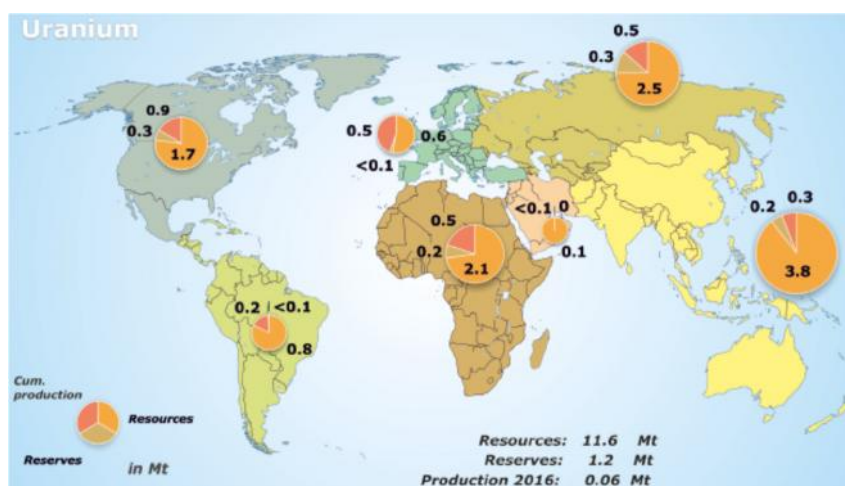 Uranium
0.5
0.3
2.5
0.9
0.3
1.7
0.5
0.6
<0.1
<0.1 0
0.1
0.5
0.2
2.1
0.2 0.3
3.8
0.2 <0.1
0.8
Cum.
production
Resources
Reserves
in Mt
Resources: 11.6 Mt
Reserves: 1.2 Mt
Production 2016: 0.06 Mt